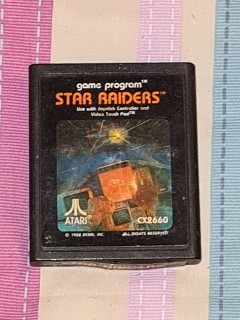 game program™
STAR RAIDERS™
Use with Joystick Controller and
Video Touch Pad™
ATARI®
CX2660
© 1982 ATARI, INC.
ALL RIGHTS RESERVED